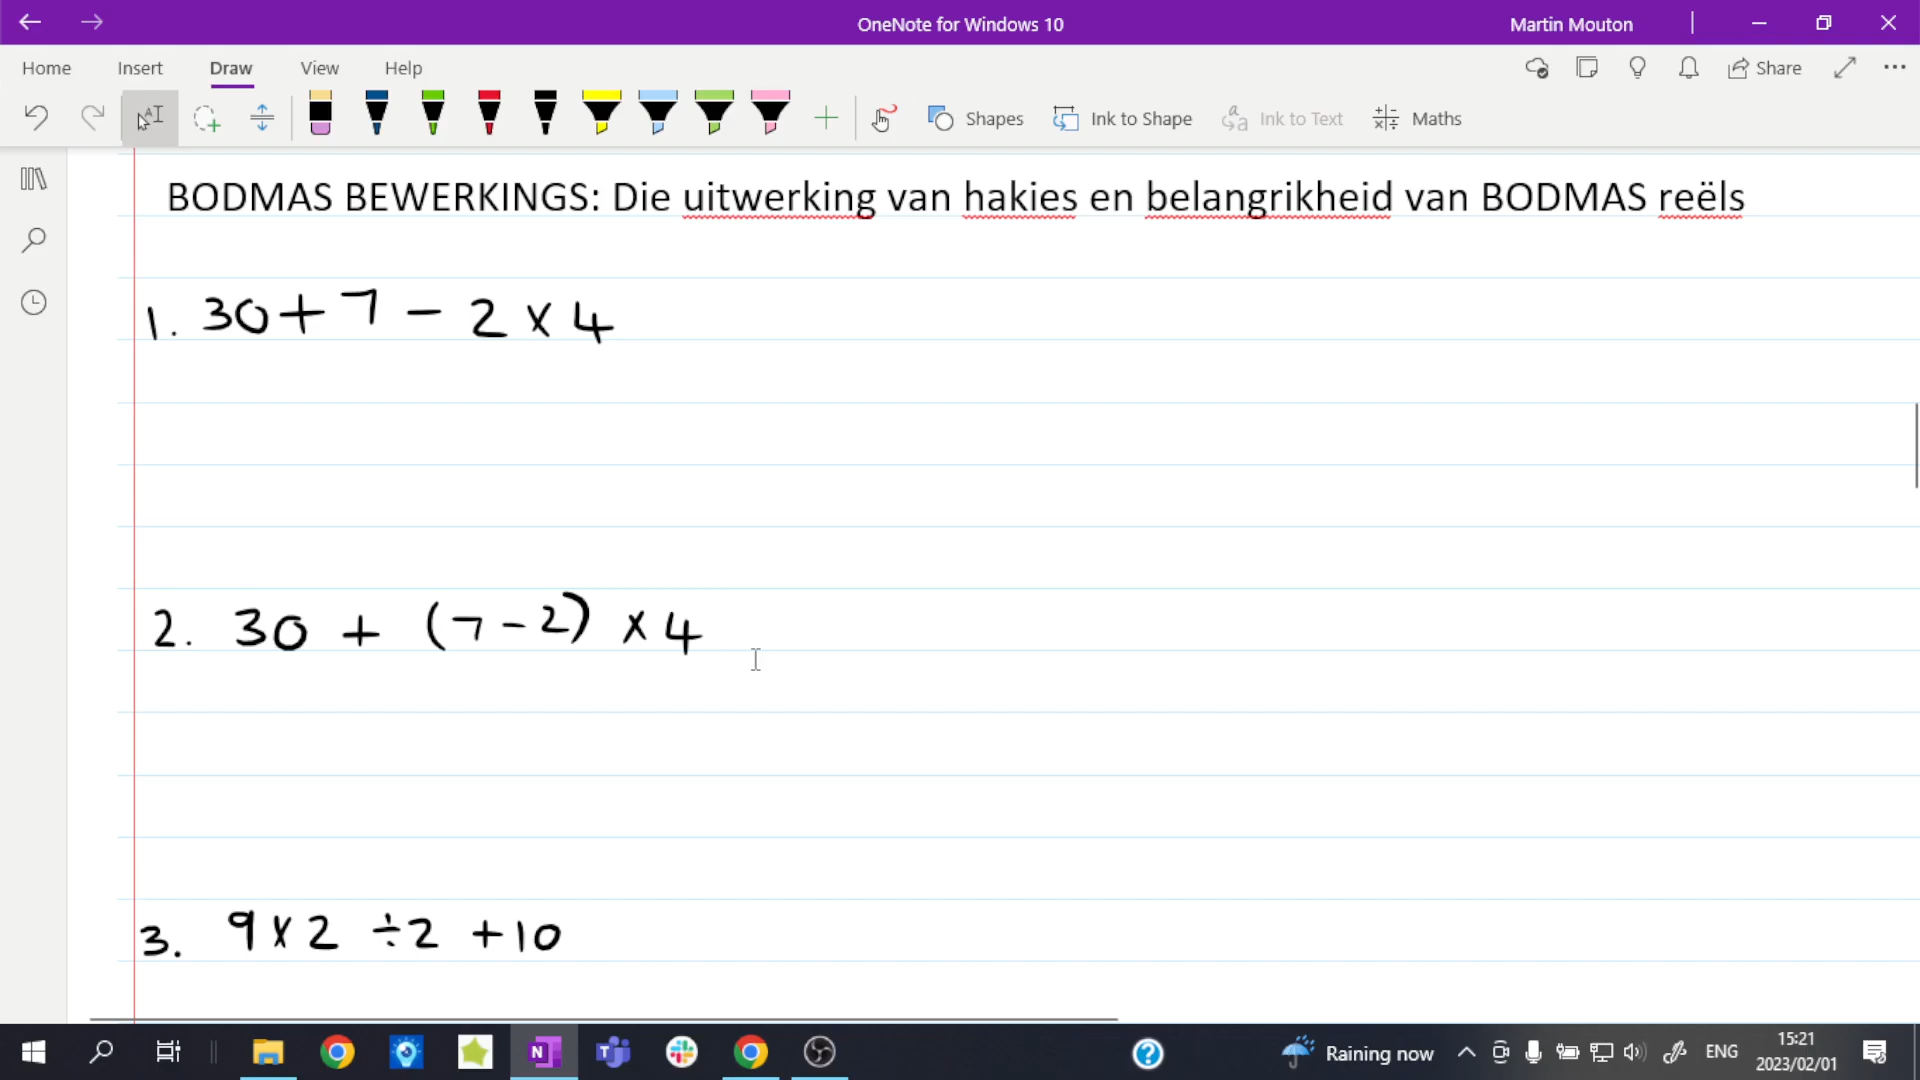 OneNote for Windows 10
Martin Mouton
Home Insert Draw View Help
Share
Shapes Ink to Shape Ink to Text Maths
BODMAS BEWERKINGS: Die uitwerking van hakies en belangrikheid van BODMAS reëls
1. 30 + 7 - 2 x 4
2. 30 + (7 - 2) x 4
3. 9 x 2 ÷ 2 + 10
Raining now
ENG
15:21
2023/02/01